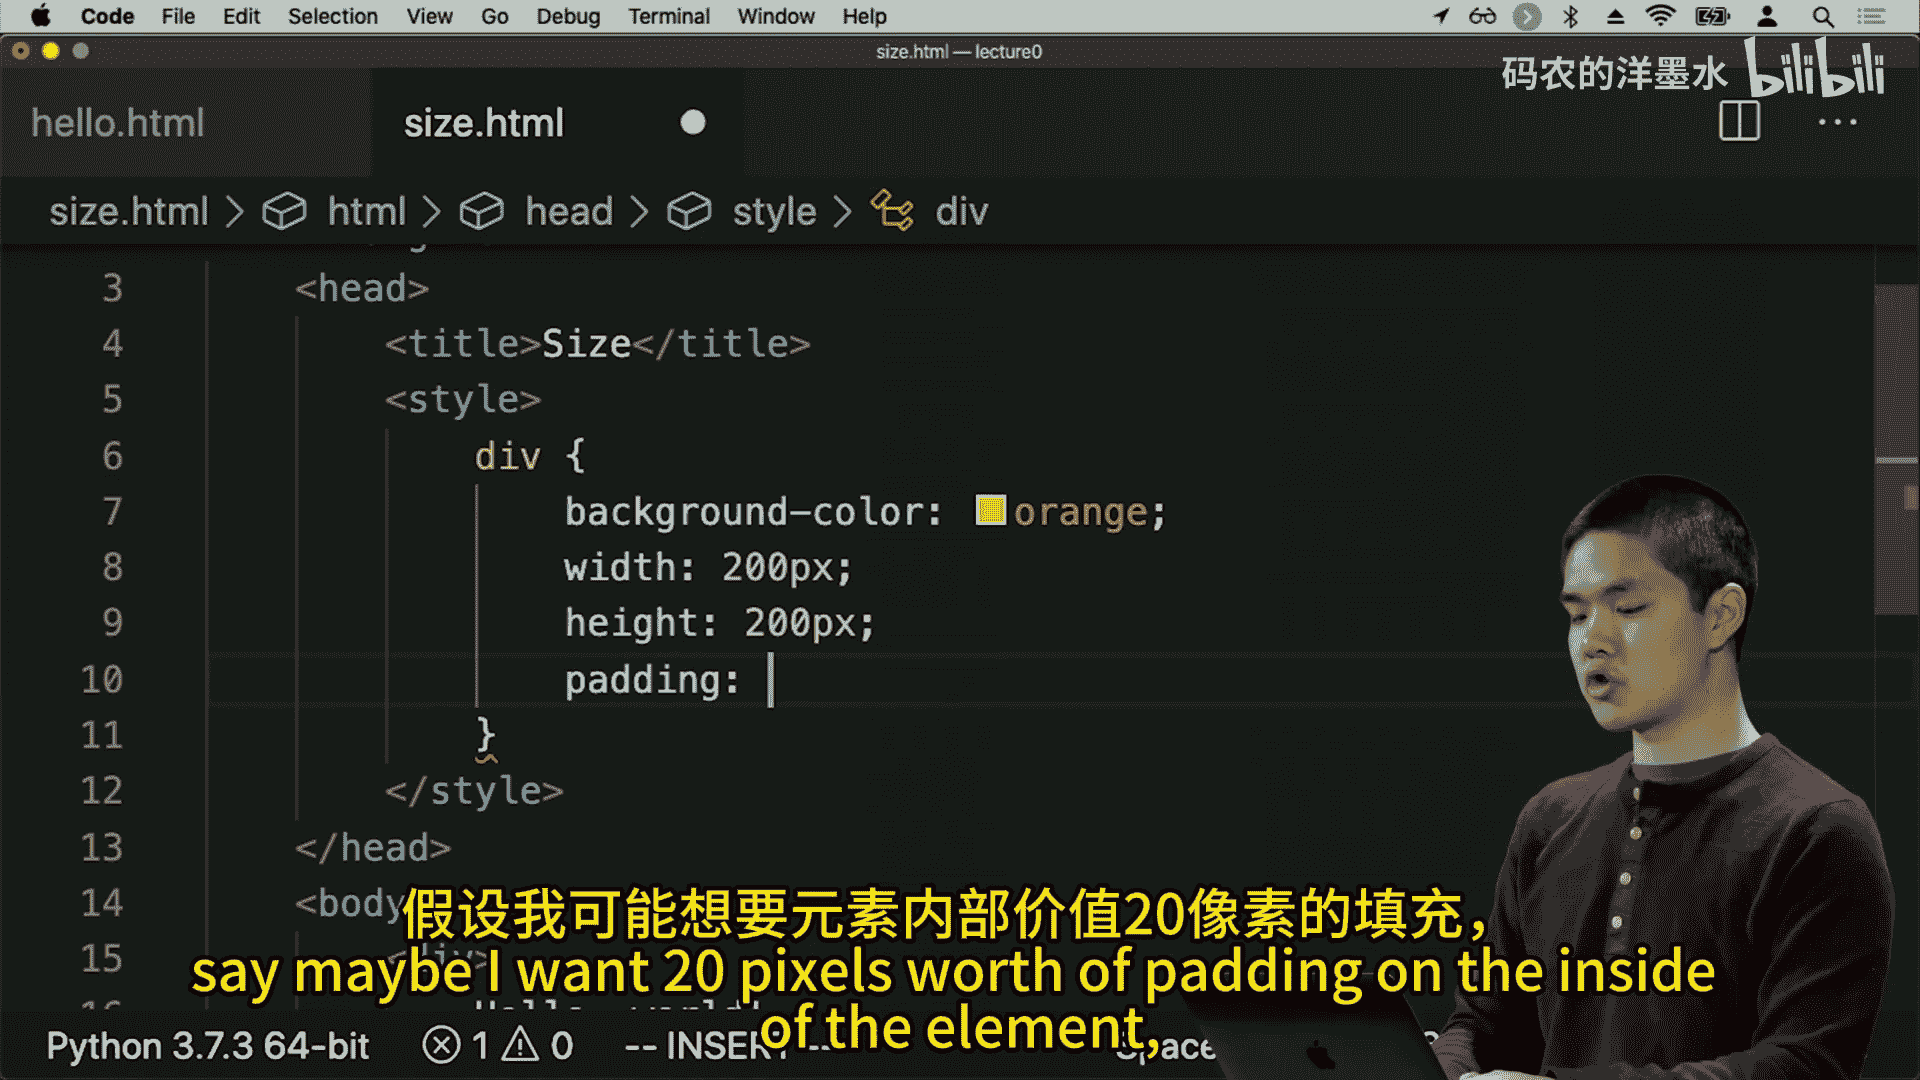 Code File Edit Selection View Go Debug Terminal Window Help
size.html — lecture0
码农的洋墨水 bilibili
hello.html size.html
size.html > html > head > style > div
3 <head>
4 <title>Size</title>
5 <style>
6 div {
7 background-color: orange;
8 width: 200px;
9 height: 200px;
10 padding:
11 }
12 </style>
13 </head>
14 <body
15
假设我可能想要元素内部价值20像素的填充，
say maybe I want 20 pixels worth of padding on the inside
of the element,
Python 3.7.3 64-bit 1 0 -- INSERT --